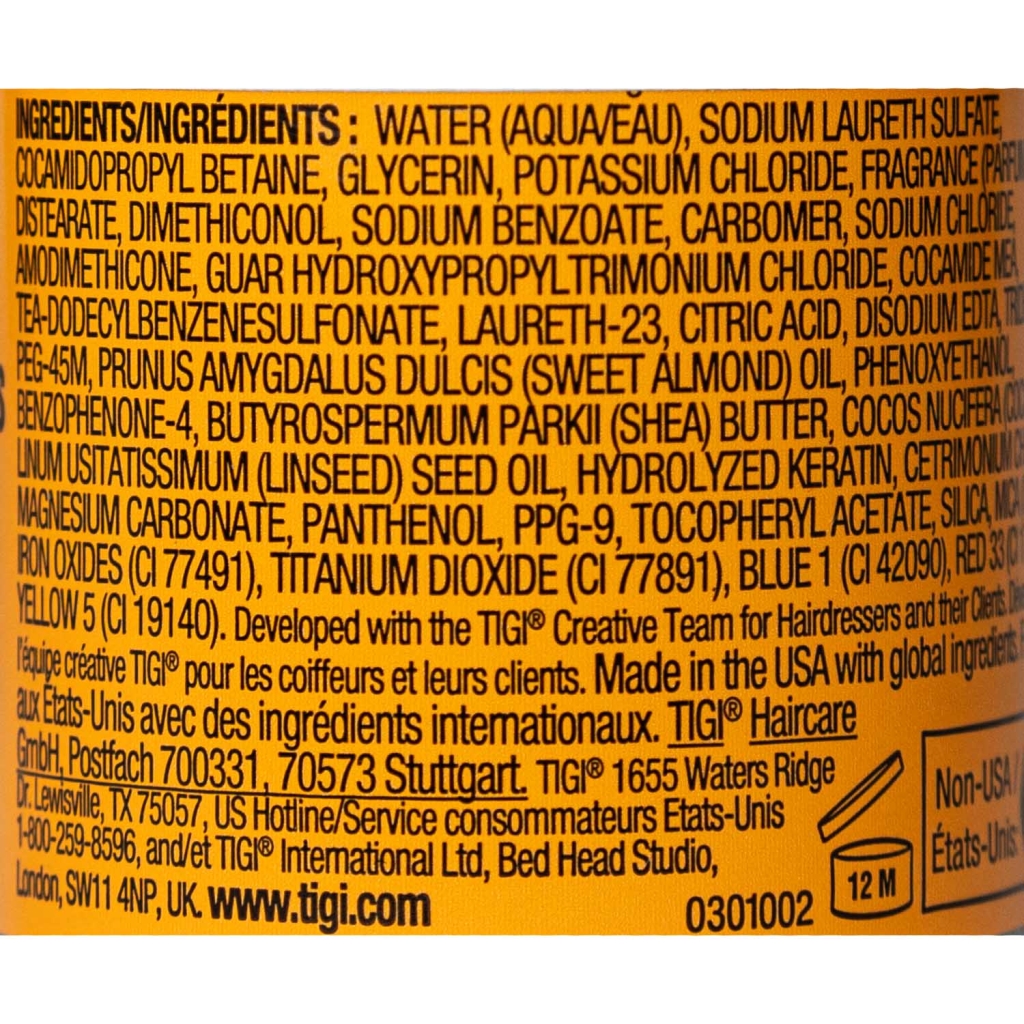 INGREDIENTS/INGRÉDIENTS : WATER (AQUA/EAU), SODIUM LAURETH SULFATE,
COCAMIDOPROPYL BETAINE, GLYCERIN, POTASSIUM CHLORIDE, FRAGRANCE (PARFUM
DISTEARATE, DIMETHICONOL, SODIUM BENZOATE, CARBOMER, SODIUM CHLORIDE,
AMODIMETHICONE, GUAR HYDROXYPROPYLTRIMONIUM CHLORIDE, COCAMIDE MEA,
TEA-DODECYLBENZENESULFONATE, LAURETH-23, CITRIC ACID, DISODIUM EDTA,
PEG-45M, PRUNUS AMYGDALUS DULCIS (SWEET ALMOND) OIL, PHENOXYETHANOL
BENZOPHENONE-4, BUTYROSPERMUM PARKII (SHEA) BUTTER, COCOS NUCIFERA
LINUM USITATISSIMUM (LINSEED) SEED OIL, HYDROLYZED KERATIN, CETRIMONIUM
MAGNESIUM CARBONATE, PANTHENOL, PPG-9, TOCOPHERYL ACETATE, SILICA, MICA
IRON OXIDES (CI 77491), TITANIUM DIOXIDE (CI 77891), BLUE 1 (CI 42090), RED 33 (CI
YELLOW 5 (CI 19140). Developed with the TIGI® Creative Team for Hairdressers and their Clients.
l'équipe créative TIGI® pour les coiffeurs et leurs clients. Made in the USA with global ingredients.
aux Etats-Unis avec des ingrédients internationaux. TIGI® Haircare
GmbH, Postfach 700331, 70573 Stuttgart. TIGI® 1655 Waters Ridge
Dr. Lewisville, TX 75057, US Hotline/Service consommateurs Etats-Unis
1-800-259-8596, and/et TIGI® International Ltd, Bed Head Studio,
London, SW11 4NP, UK. www.tigi.com
0301002
12 M
Non-USA/
États-Unis: